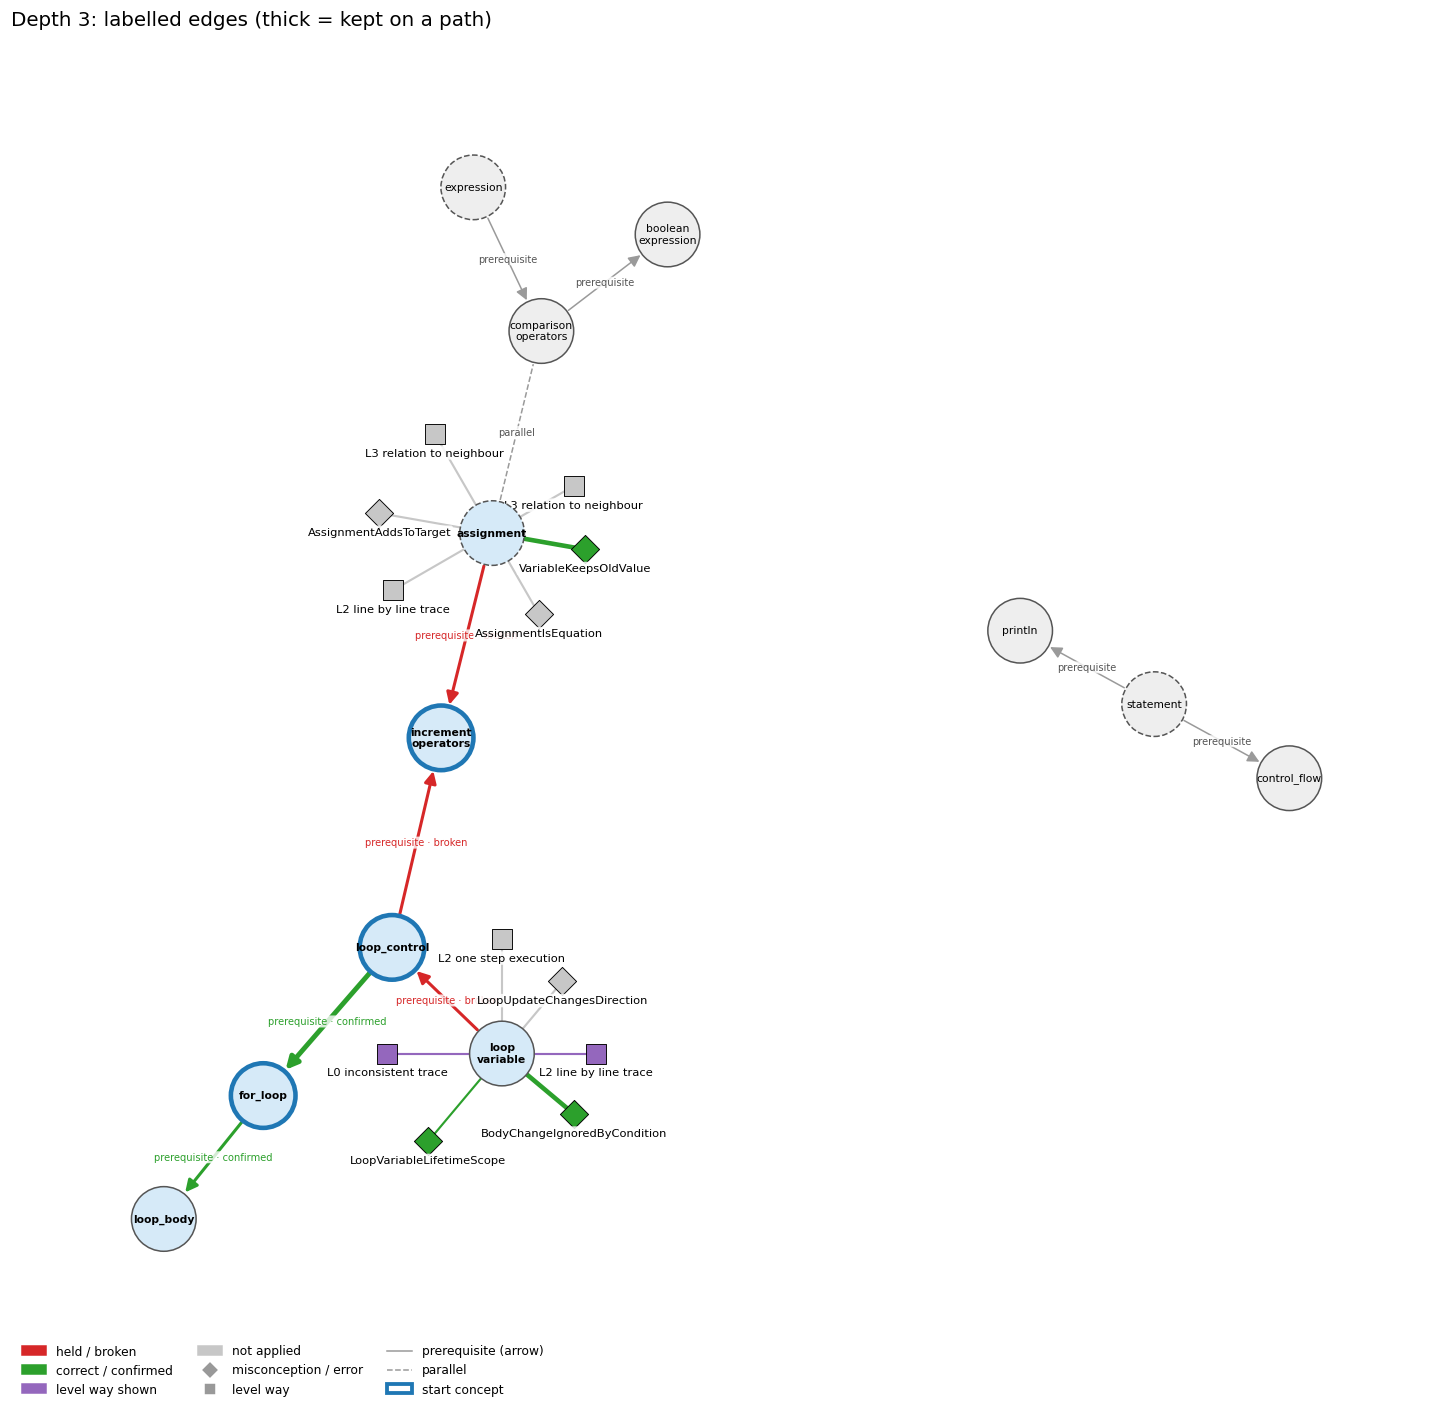 Depth 3: labelled edges (thick = kept on a path)
expression
boolean
expression
prerequisite
prerequisite
comparison
operators
parallel
L3 relation to neighbour
L3 relation to neighbour
AssignmentAddsToTarget
assignment
VariableKeepsOldValue
L2 line by line trace
AssignmentIsEquation
prerequisite
println
prerequisite
statement
prerequisite
control_flow
increment
operators
prerequisite · broken
loop_control
L2 one step execution
prerequisite · br
LoopUpdateChangesDirection
prerequisite · confirmed
loop
variable
L0 inconsistent trace
L2 line by line trace
for_loop
BodyChangeIgnoredByCondition
LoopVariableLifetimeScope
prerequisite · confirmed
loop_body
held / broken
correct / confirmed
level way shown
not applied
misconception / error
level way
prerequisite (arrow)
parallel
start concept